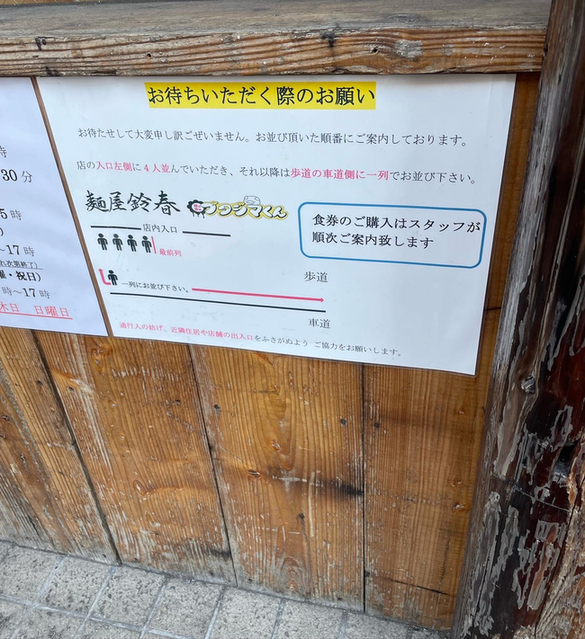 お待ちいただく際のお願い
お待たせして大変申し訳ございません。お並び頂いた順番にご案内しております。
店の入口左側に4人並んでいただき、それ以降は歩道の車道側に一列でお並び下さい。
麺屋鈴春 ブタジマくん
食券のご購入はスタッフが
順次ご案内致します
店内入口
最前列
歩道
一列にお並び下さい。
車道
通行人の妨げ、近隣住居や店舗の出入口をふさがぬよう ご協力をお願いします。
時
30分
5時
~17時
・祝日)
時~17時
休日 日曜日